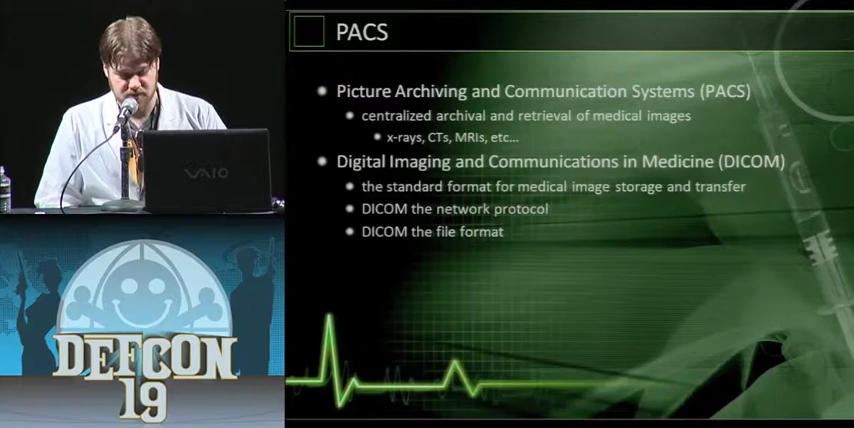 PACS
Picture Archiving and Communication Systems (PACS)
centralized archival and retrieval of medical images
x-rays, CTs, MRIs, etc...
Digital Imaging and Communications in Medicine (DICOM)
the standard format for medical image storage and transfer
DICOM the network protocol
DICOM the file format
VAIO
DEFCON
19